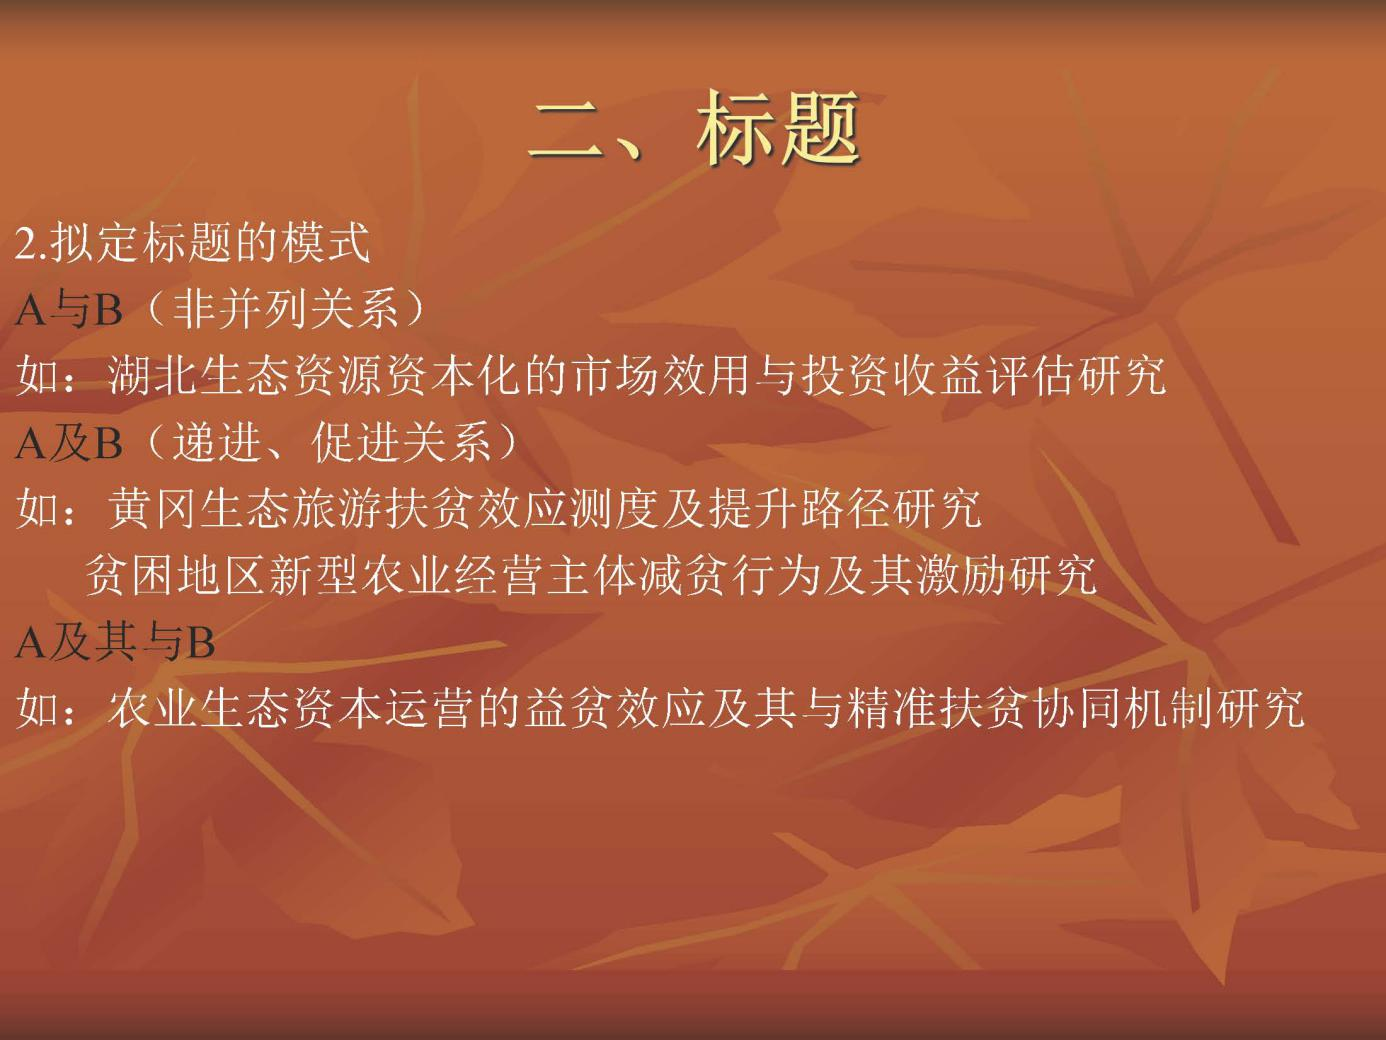 二、标题
2.拟定标题的模式
A与B（非并列关系）
如：湖北生态资源资本化的市场效用与投资收益评估研究
A及B（递进、促进关系）
如：黄冈生态旅游扶贫效应测度及提升路径研究
贫困地区新型农业经营主体减贫行为及其激励研究
A及其与B
如：农业生态资本运营的益贫效应及其与精准扶贫协同机制研究